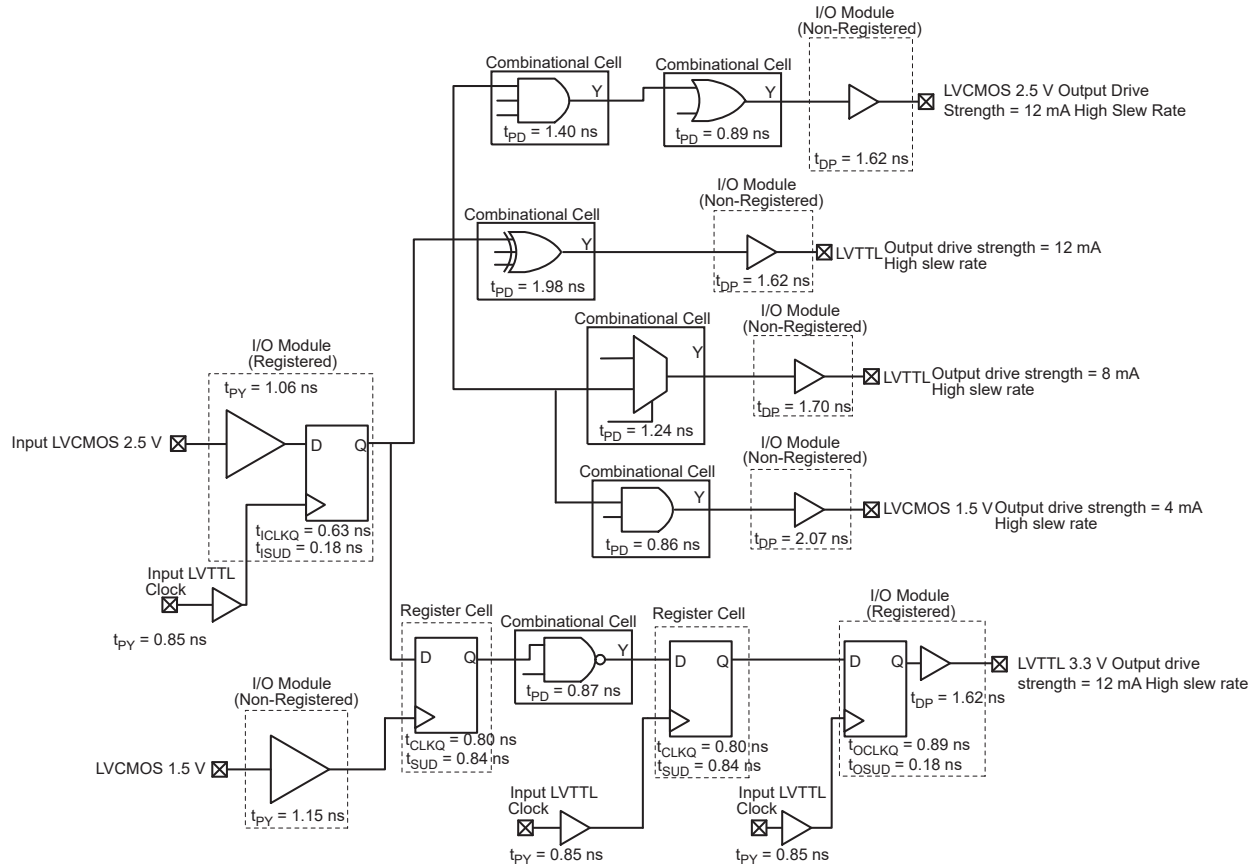 I/O Module
(Non-Registered)
Combinational Cell
Y
tPD = 1.40 ns
Combinational Cell
Y
tPD = 0.89 ns
tDP = 1.62 ns
LVCMOS 2.5 V Output Drive
Strength = 12 mA High Slew Rate
I/O Module
(Non-Registered)
Combinational Cell
Y
tPD = 1.98 ns
tDP = 1.62 ns
LVTTL Output drive strength = 12 mA
High slew rate
Combinational Cell
Y
tPD = 1.24 ns
I/O Module
(Non-Registered)
tDP = 1.70 ns
LVTTL Output drive strength = 8 mA
High slew rate
I/O Module
(Registered)
tPY = 1.06 ns
Input LVCMOS 2.5 V
D
Q
tICLKQ = 0.63 ns
tISUD = 0.18 ns
Input LVTTL
Clock
tPY = 0.85 ns
Combinational Cell
Y
tPD = 0.86 ns
I/O Module
(Non-Registered)
tDP = 2.07 ns
LVCMOS 1.5 V Output drive strength = 4 mA
High slew rate
I/O Module
(Non-Registered)
LVCMOS 1.5 V
tPY = 1.15 ns
Register Cell
D
Q
tCLKQ = 0.80 ns
tSUD = 0.84 ns
Combinational Cell
Y
tPD = 0.87 ns
Register Cell
D
Q
tCLKQ = 0.80 ns
tSUD = 0.84 ns
Input LVTTL
Clock
tPY = 0.85 ns
I/O Module
(Registered)
D
Q
tDP = 1.62 ns
tOCLKQ = 0.89 ns
tOSUD = 0.18 ns
LVTTL 3.3 V Output drive
strength = 12 mA High slew rate
Input LVTTL
Clock
tPY = 0.85 ns